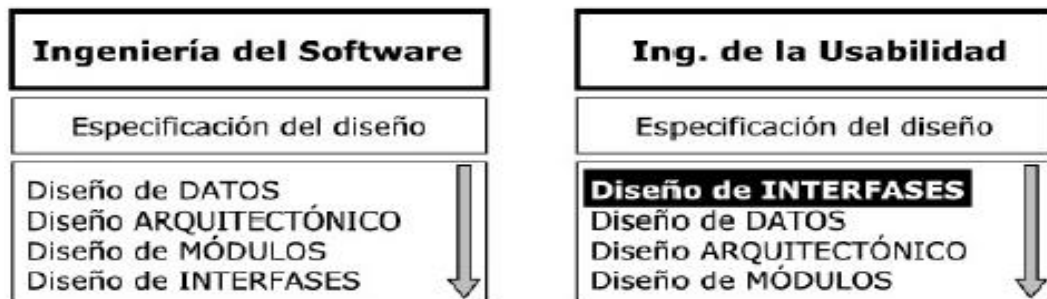 Ingeniería del Software
Especificación del diseño
Diseño de DATOS
Diseño ARQUITECTÓNICO
Diseño de MÓDULOS
Diseño de INTERFASES
Ing. de la Usabilidad
Especificación del diseño
Diseño de INTERFASES
Diseño de DATOS
Diseño ARQUITECTÓNICO
Diseño de MÓDULOS